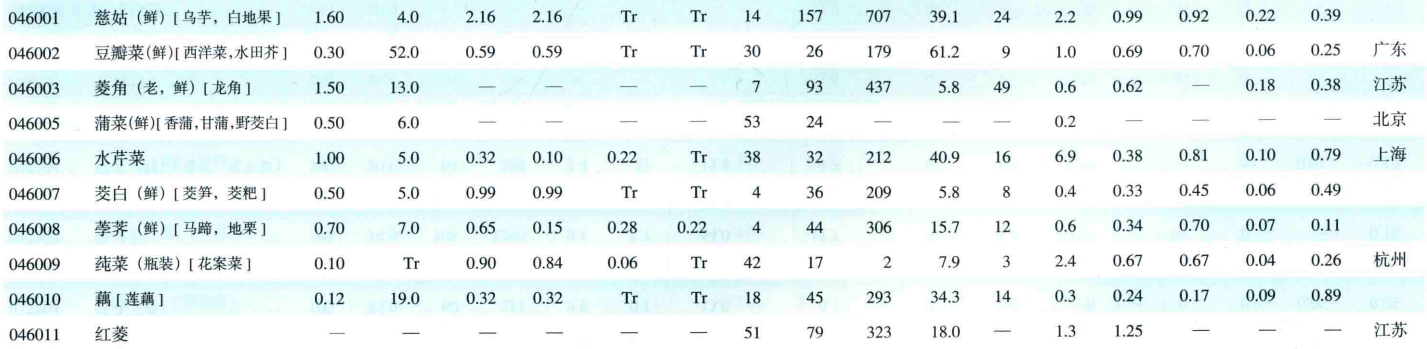 046001 慈姑（鲜）[乌芋，白地果] 1.60 4.0 2.16 2.16 Tr Tr 14 157 707 39.1 24 2.2 0.99 0.92 0.22 0.39
046002 豆瓣菜(鲜)[西洋菜,水田芥] 0.30 52.0 0.59 0.59 Tr Tr 30 26 179 61.2 9 1.0 0.69 0.70 0.06 0.25 广东
046003 菱角（老，鲜）[龙角] 1.50 13.0 — — — — 7 93 437 5.8 49 0.6 0.62 — 0.18 0.38 江苏
046005 蒲菜(鲜)[香蒲,甘蒲,野茭白] 0.50 6.0 — — — — 53 24 — — — 0.2 — — — — 北京
046006 水芹菜 1.00 5.0 0.32 0.10 0.22 Tr 38 32 212 40.9 16 6.9 0.38 0.81 0.10 0.79 上海
046007 茭白（鲜）[茭笋，茭粑] 0.50 5.0 0.99 0.99 Tr Tr 4 36 209 5.8 8 0.4 0.33 0.45 0.06 0.49
046008 荸荠（鲜）[马蹄，地栗] 0.70 7.0 0.65 0.15 0.28 0.22 4 44 306 15.7 12 0.6 0.34 0.70 0.07 0.11
046009 莼菜（瓶装）[花案菜] 0.10 Tr 0.90 0.84 0.06 Tr 42 17 2 7.9 3 2.4 0.67 0.67 0.04 0.26 杭州
046010 藕[莲藕] 0.12 19.0 0.32 0.32 Tr Tr 18 45 293 34.3 14 0.3 0.24 0.17 0.09 0.89
046011 红菱 — — — — — — 51 79 323 18.0 — 1.3 1.25 — — — 江苏